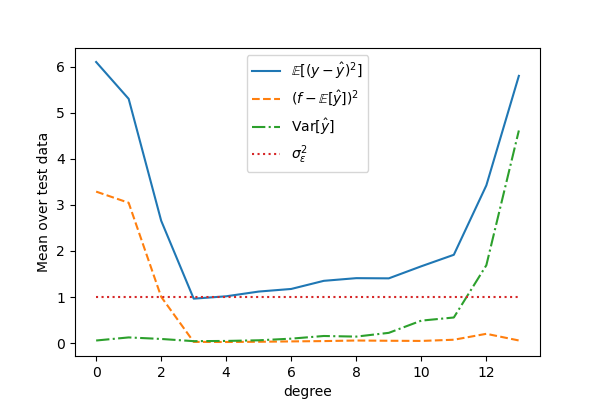 𝔼[(y − ŷ)²]
(f − 𝔼[ŷ])²
Var[ŷ]
σ²_ε
Mean over test data
6
5
4
3
2
1
0
0 2 4 6 8 10 12
degree